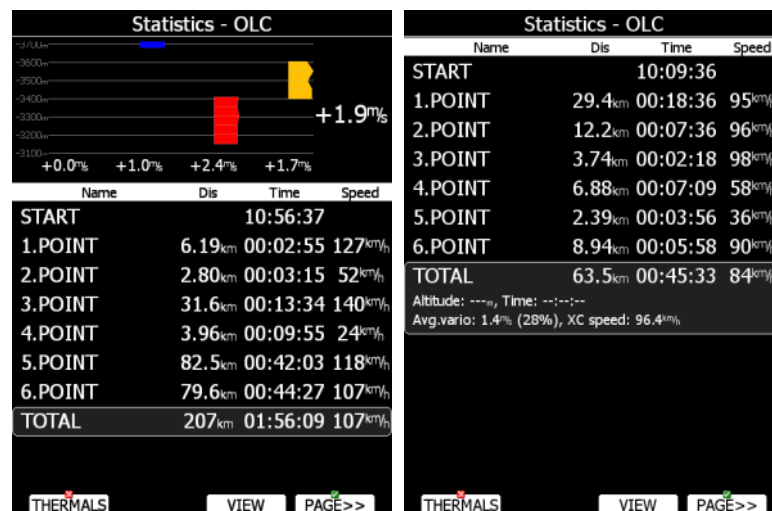 Statistics - OLC
-3700m
-3600m
-3500m
-3400m
-3300m
-3200m
-3100m
+1.9m/s
+0.0m/s +1.0m/s +2.4m/s +1.7m/s
Name Dis Time Speed
START 10:56:37
1.POINT 6.19km 00:02:55 127km/h
2.POINT 2.80km 00:03:15 52km/h
3.POINT 31.6km 00:13:34 140km/h
4.POINT 3.96km 00:09:55 24km/h
5.POINT 82.5km 00:42:03 118km/h
6.POINT 79.6km 00:44:27 107km/h
TOTAL 207km 01:56:09 107km/h
THERMALS VIEW PAGE>>
Statistics - OLC
Name Dis Time Speed
START 10:09:36
1.POINT 29.4km 00:18:36 95km/h
2.POINT 12.2km 00:07:36 96km/h
3.POINT 3.74km 00:02:18 98km/h
4.POINT 6.88km 00:07:09 58km/h
5.POINT 2.39km 00:03:56 36km/h
6.POINT 8.94km 00:05:58 90km/h
TOTAL 63.5km 00:45:33 84km/h
Altitude: ---m, Time: --:--:--
Avg.vario: 1.4m/s (28%), XC speed: 96.4km/h
THERMALS VIEW PAGE>>